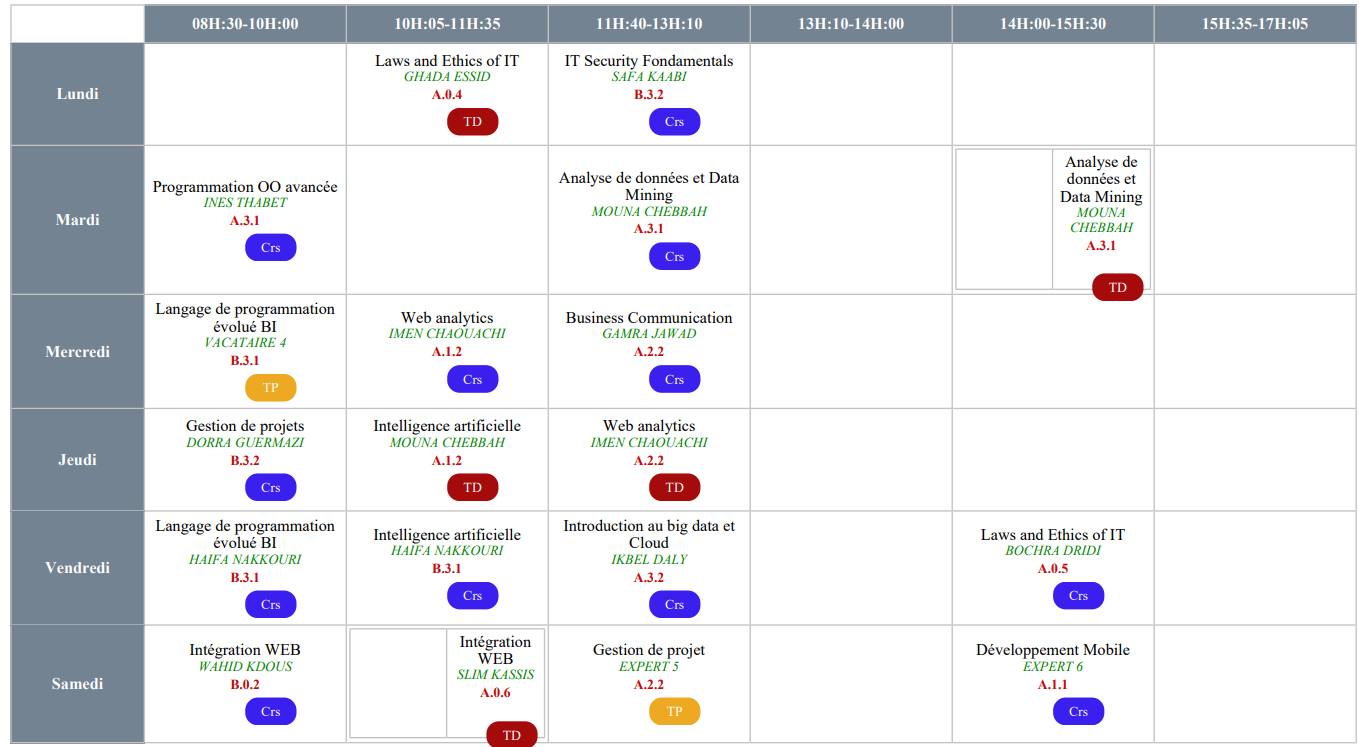 08H:30-10H:00 10H:05-11H:35 11H:40-13H:10 13H:10-14H:00 14H:00-15H:30 15H:35-17H:05
Lundi
Laws and Ethics of IT
GHADA ESSID
A.0.4
TD
IT Security Fondamentals
SAFA KAABI
B.3.2
Crs
Mardi
Programmation OO avancée
INES THABET
A.3.1
Crs
Analyse de données et Data
Mining
MOUNA CHEBBAH
A.3.1
Crs
Analyse de
données et
Data Mining
MOUNA
CHEBBAH
A.3.1
TD
Mercredi
Langage de programmation
évolué BI
VACATAIRE 4
B.3.1
TP
Web analytics
IMEN CHAOUACHI
A.1.2
Crs
Business Communication
GAMRA JAWAD
A.2.2
Crs
Jeudi
Gestion de projets
DORRA GUERMAZI
B.3.2
Crs
Intelligence artificielle
MOUNA CHEBBAH
A.1.2
TD
Web analytics
IMEN CHAOUACHI
A.2.2
TD
Vendredi
Langage de programmation
évolué BI
HAIFA NAKKOURI
B.3.1
Crs
Intelligence artificielle
HAIFA NAKKOURI
B.3.1
Crs
Introduction au big data et
Cloud
IKBEL DALY
A.3.2
Crs
Laws and Ethics of IT
BOCHRA DRIDI
A.0.5
Crs
Samedi
Intégration WEB
WAHID KDOUS
B.0.2
Crs
Intégration
WEB
SLIM KASSIS
A.0.6
TD
Gestion de projet
EXPERT 5
A.2.2
TP
Développement Mobile
EXPERT 6
A.1.1
Crs